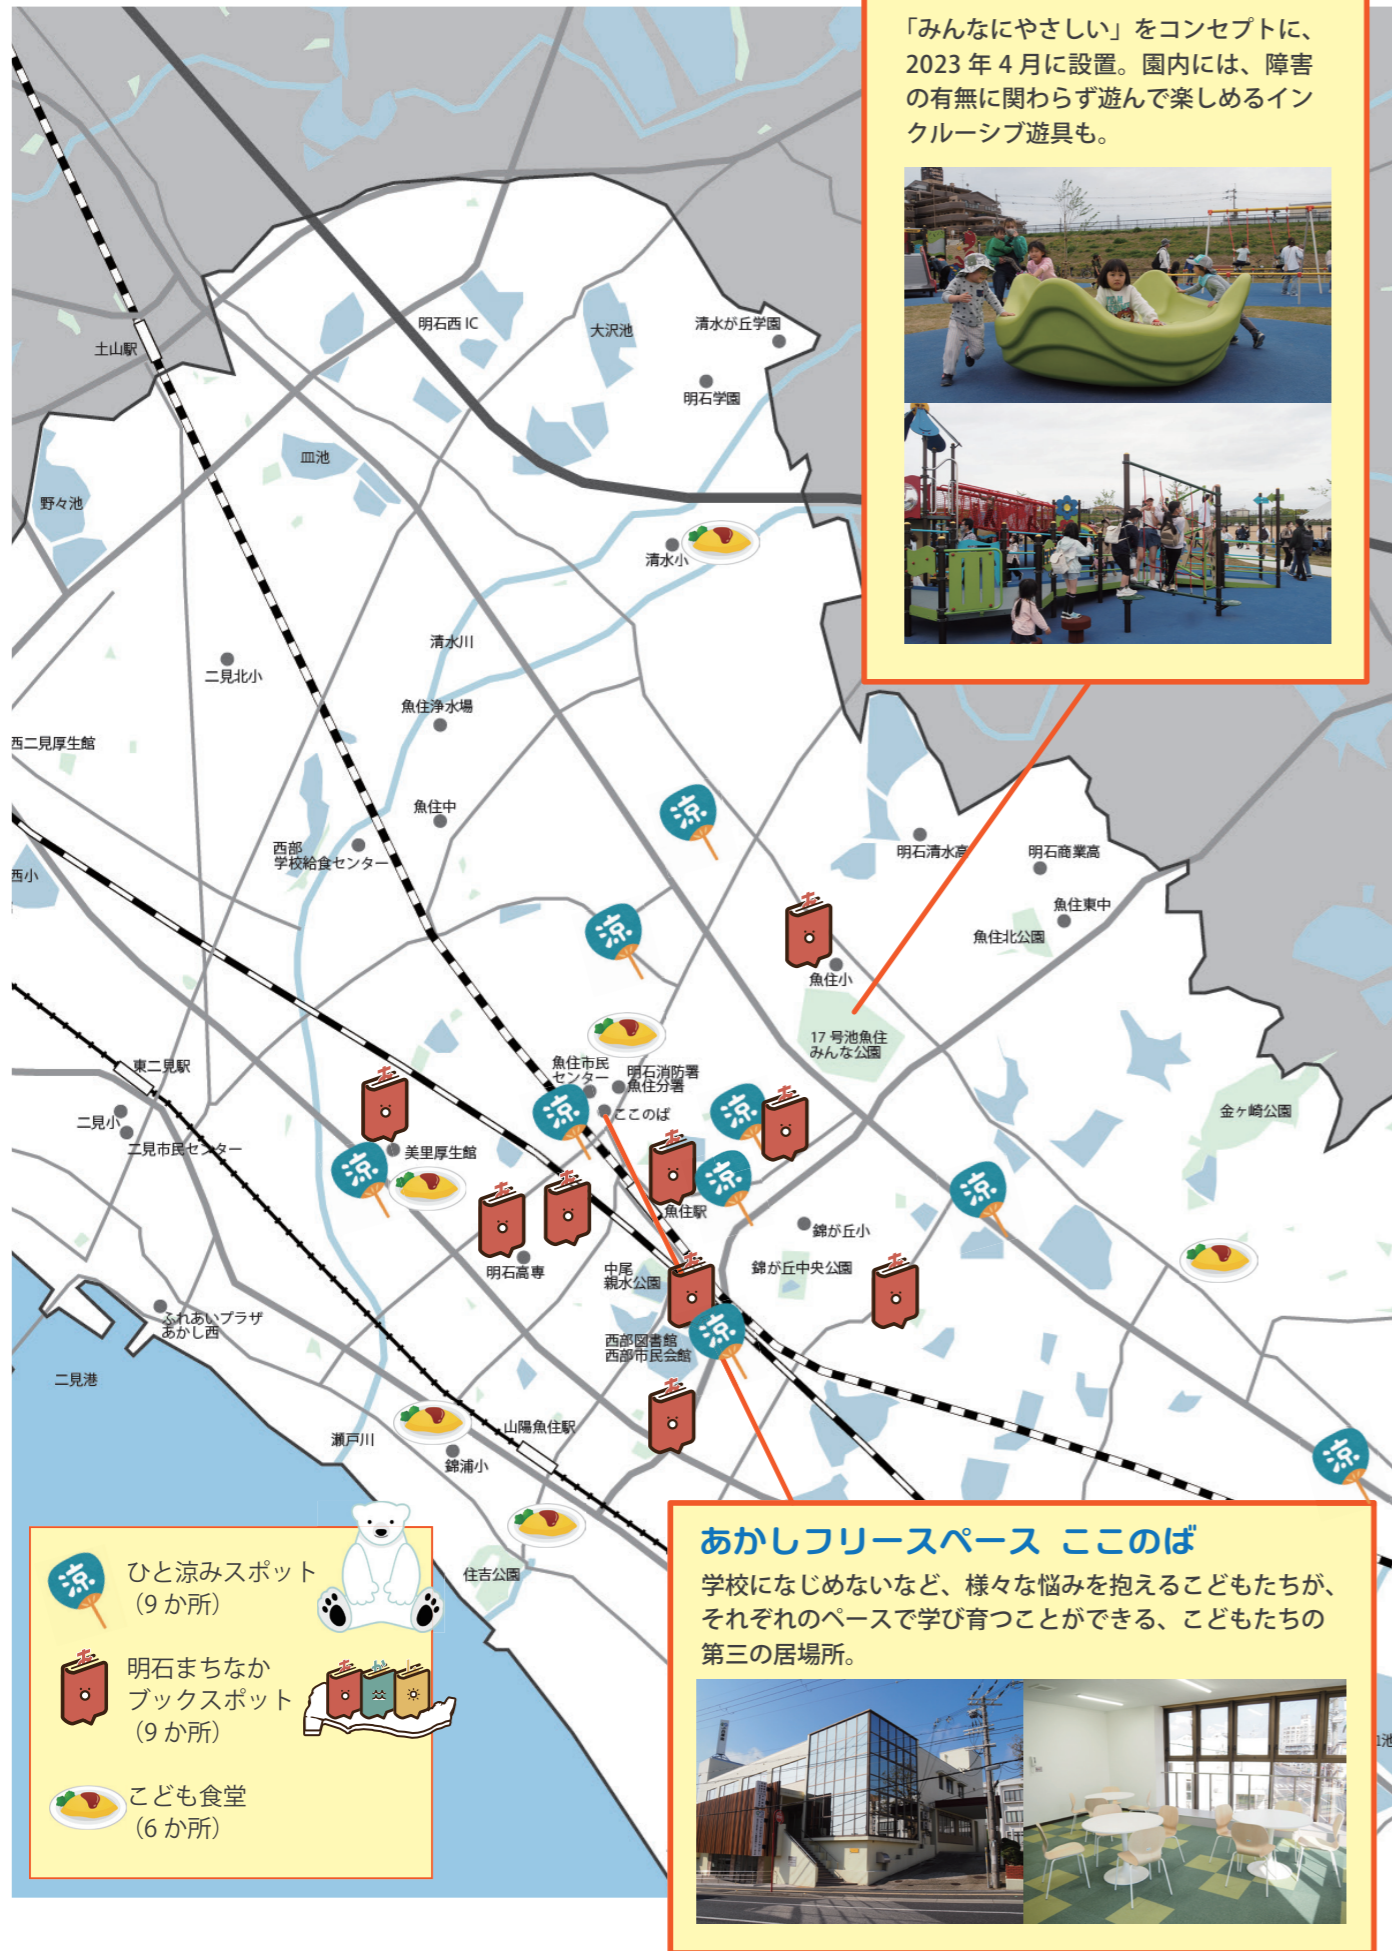 「みんなにやさしい」をコンセプトに、
2023 年 4 月に設置。園内には、障害
の有無に関わらず遊んで楽しめるイン
クルーシブ遊具も。
明石西 IC
大沢池
清水が丘学園
土山駅
明石学園
皿池
野々池
清水小
清水川
二見北小
魚住浄水場
西二見厚生館
魚住中
西部
学校給食センター
西小
明石清水高
明石商業高
魚住東中
魚住北公園
涼
涼
魚住小
17 号池魚住
みんな公園
東二見駅
魚住市民
センター
明石消防署
魚住分署
ここのば
涼
涼
金ヶ崎公園
二見小
二見市民センター
美里厚生館
涼
涼
涼
魚住駅
錦が丘小
明石高専
中尾
親水公園
錦が丘中央公園
ふれあいプラザ
あかし西
西部図書館
西部市民会館
涼
二見港
瀬戸川
山陽魚住駅
錦浦小
涼
住吉公園
涼
ひと涼みスポット
（9 か所）
明石まちなか
ブックスポット
（9 か所）
こども食堂
（6 か所）
あかしフリースペース ここのば
学校になじめないなど、様々な悩みを抱えるこどもたちが、
それぞれのペースで学び育つことができる、こどもたちの
第三の居場所。